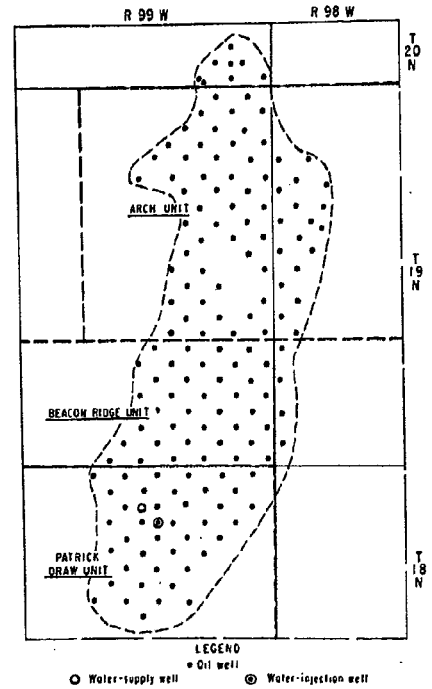 R 99 W R 98 W
T
20
N
ARCH UNIT
T
19
N
BEACON RIDGE UNIT
PATRICK
DRAW UNIT
T
18
N
LEGEND
Oil well
Water-supply well Water-injection well